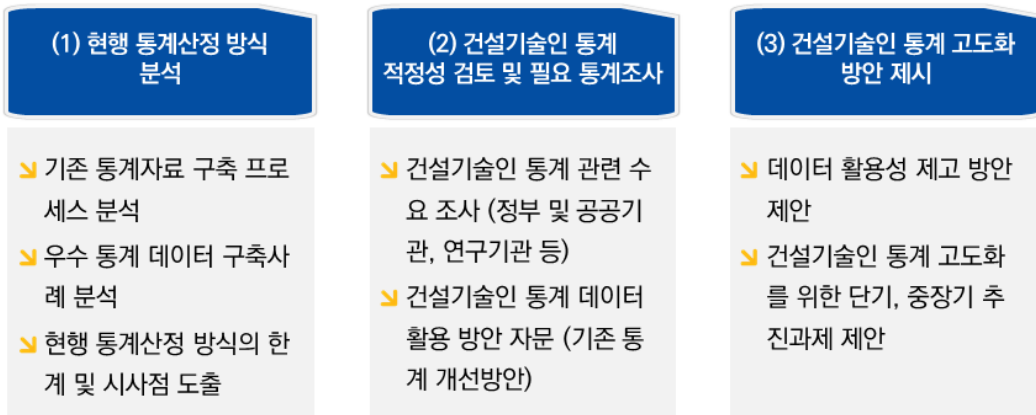 (1) 현행 통계산정 방식
분석
↘ 기존 통계자료 구축 프로
세스 분석
↘ 우수 통계 데이터 구축사
례 분석
↘ 현행 통계산정 방식의 한
계 및 시사점 도출
(2) 건설기술인 통계
적정성 검토 및 필요 통계조사
↘ 건설기술인 통계 관련 수
요 조사 (정부 및 공공기
관, 연구기관 등)
↘ 건설기술인 통계 데이터
활용 방안 자문 (기존 통
계 개선방안)
(3) 건설기술인 통계 고도화
방안 제시
↘ 데이터 활용성 제고 방안
제안
↘ 건설기술인 통계 고도화
를 위한 단기, 중장기 추
진과제 제안